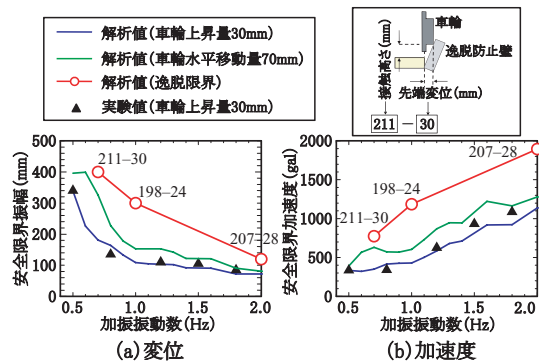 解析値(車輪上昇量30mm)
解析値(車輪水平移動量70mm)
解析値(逸脱限界)
実験値(車輪上昇量30mm)
車輪
逸脱防止壁
接触高さ(mm)
先端変位(mm)
211－30
安全限界振幅(mm)
500
400
300
200
100
0
211–30
198–24
207–28
0.5 1.0 1.5 2.0
加振振動数(Hz)
(a)変位
安全限界加速度(gal)
2000
1500
1000
500
0
211–30
198–24
207–28
0.5 1.0 1.5 2.0
加振振動数(Hz)
(b)加速度